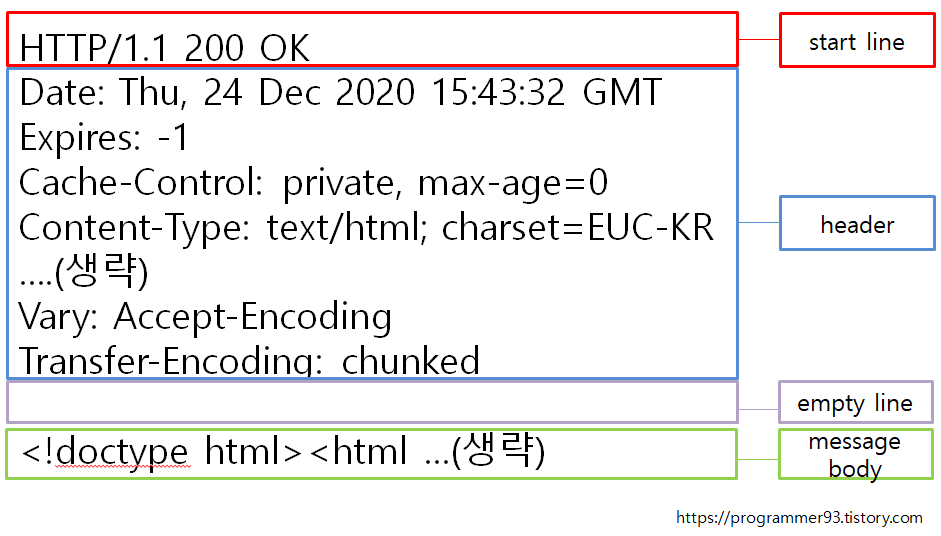 HTTP/1.1 200 OK
start line
Date: Thu, 24 Dec 2020 15:43:32 GMT
Expires: -1
Cache-Control: private, max-age=0
Content-Type: text/html; charset=EUC-KR
header
....(생략)
Vary: Accept-Encoding
Transfer-Encoding: chunked
empty line
<!doctype html><html ...(생략)
message
body
https://programmer93.tistory.com